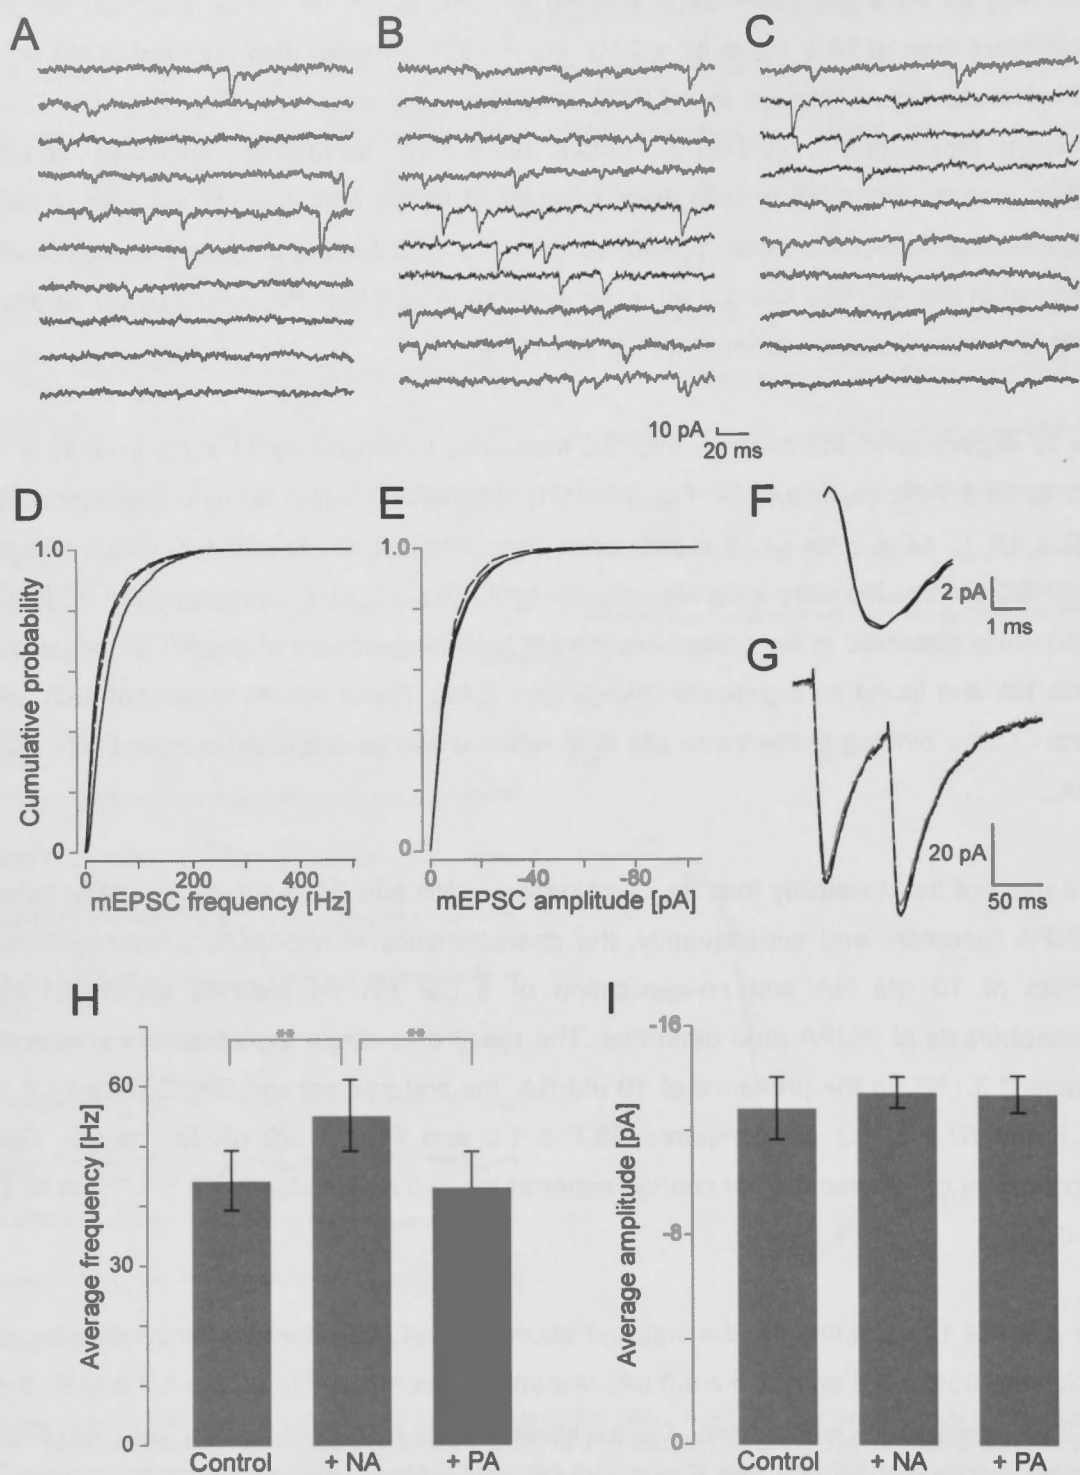 A B C
10 pA
20 ms
D E F
1.0
Cumulative probability
0
0 200 400
mEPSC frequency [Hz]
1.0
0
0 -40 -80
mEPSC amplitude [pA]
2 pA
1 ms
G
20 pA
50 ms
H
** **
60
30
0
Average frequency [Hz]
Control + NA + PA
I
-16
-8
0
Average amplitude [pA]
Control + NA + PA